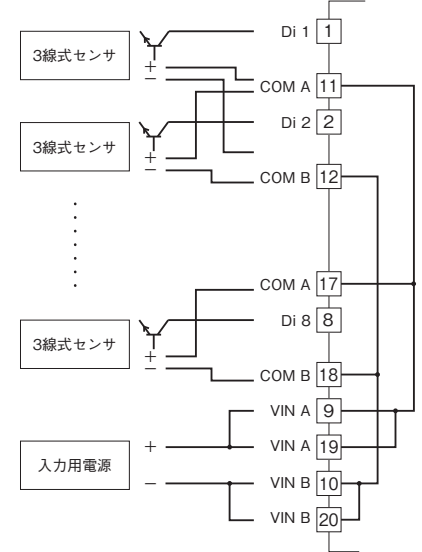 Di 1 1
3線式センサ
+
−
COM A 11
Di 2 2
3線式センサ
+
−
COM B 12
COM A 17
Di 8 8
3線式センサ
+
−
COM B 18
VIN A 9
+ VIN A 19
入力用電源
− VIN B 10
VIN B 20